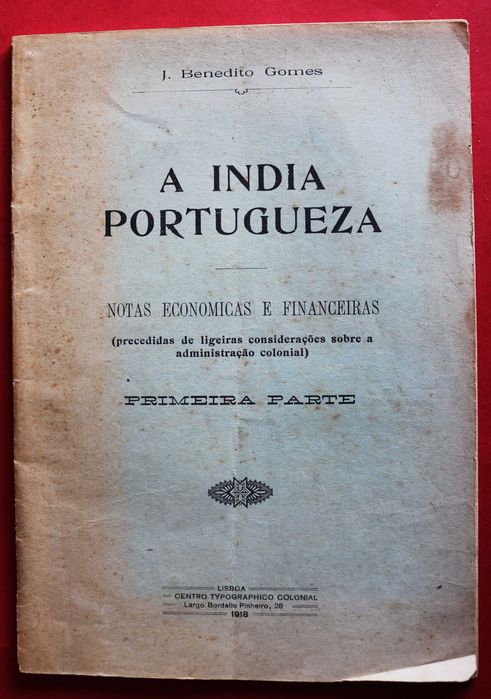 J. Benedito Gomes
A INDIA
PORTUGUEZA
NOTAS ECONOMICAS E FINANCEIRAS
(precedidas de ligeiras considerações sobre a
administração colonial)
PRIMEIRA PARTE
LISBOA
CENTRO TYPOGRAPHICO COLONIAL
Largo Bordallo Pinheiro, 28
1918